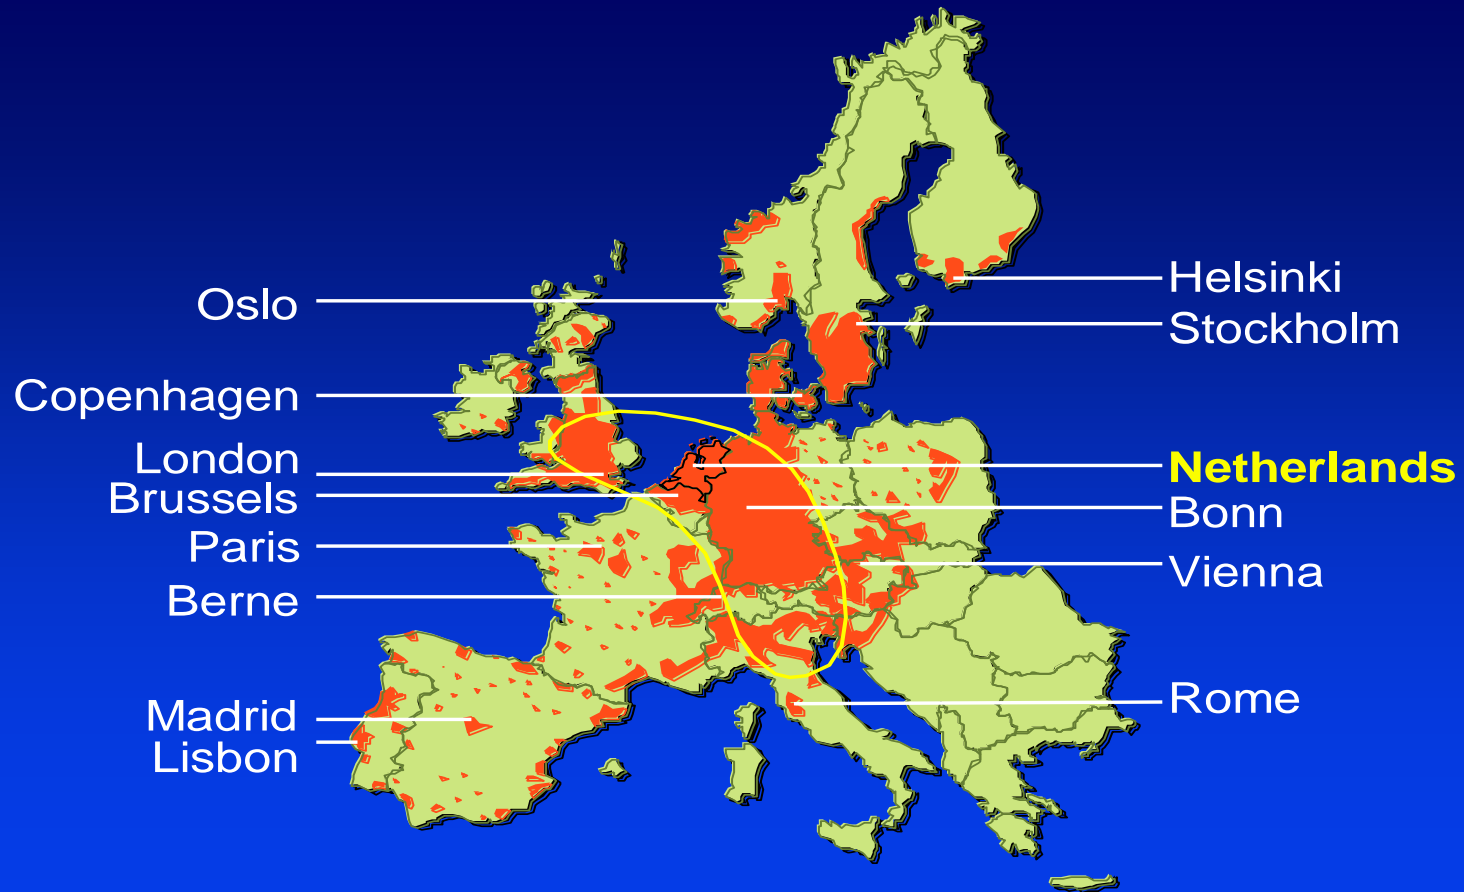 Oslo
Copenhagen
London
Brussels
Paris
Berne
Madrid
Lisbon
Helsinki
Stockholm
Netherlands
Bonn
Vienna
Rome